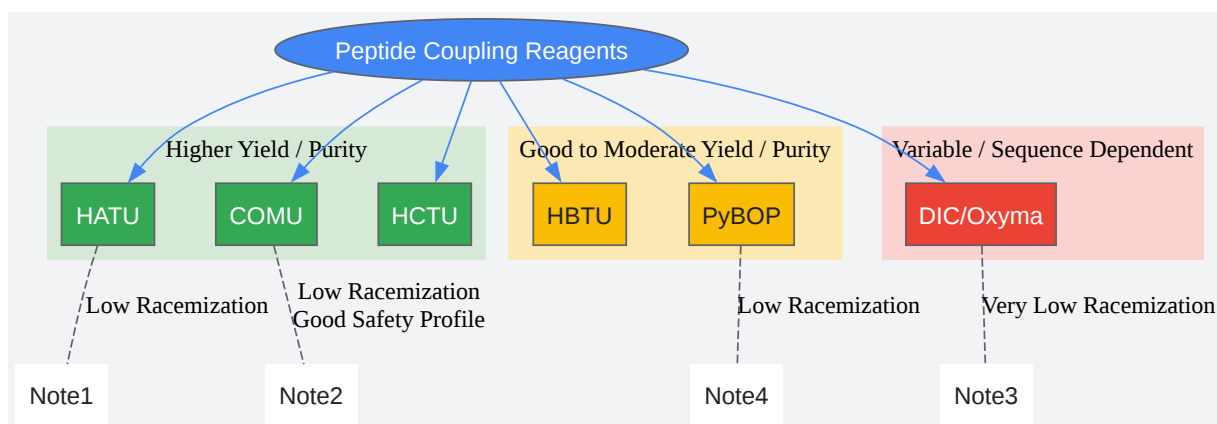 Peptide Coupling Reagents
Higher Yield / Purity
Good to Moderate Yield / Purity
Variable / Sequence Dependent
HATU
COMU
HCTU
HBTU
PyBOP
DIC/Oxyma
Low Racemization
Low Racemization
Good Safety Profile
Low Racemization
Very Low Racemization
Note1
Note2
Note4
Note3